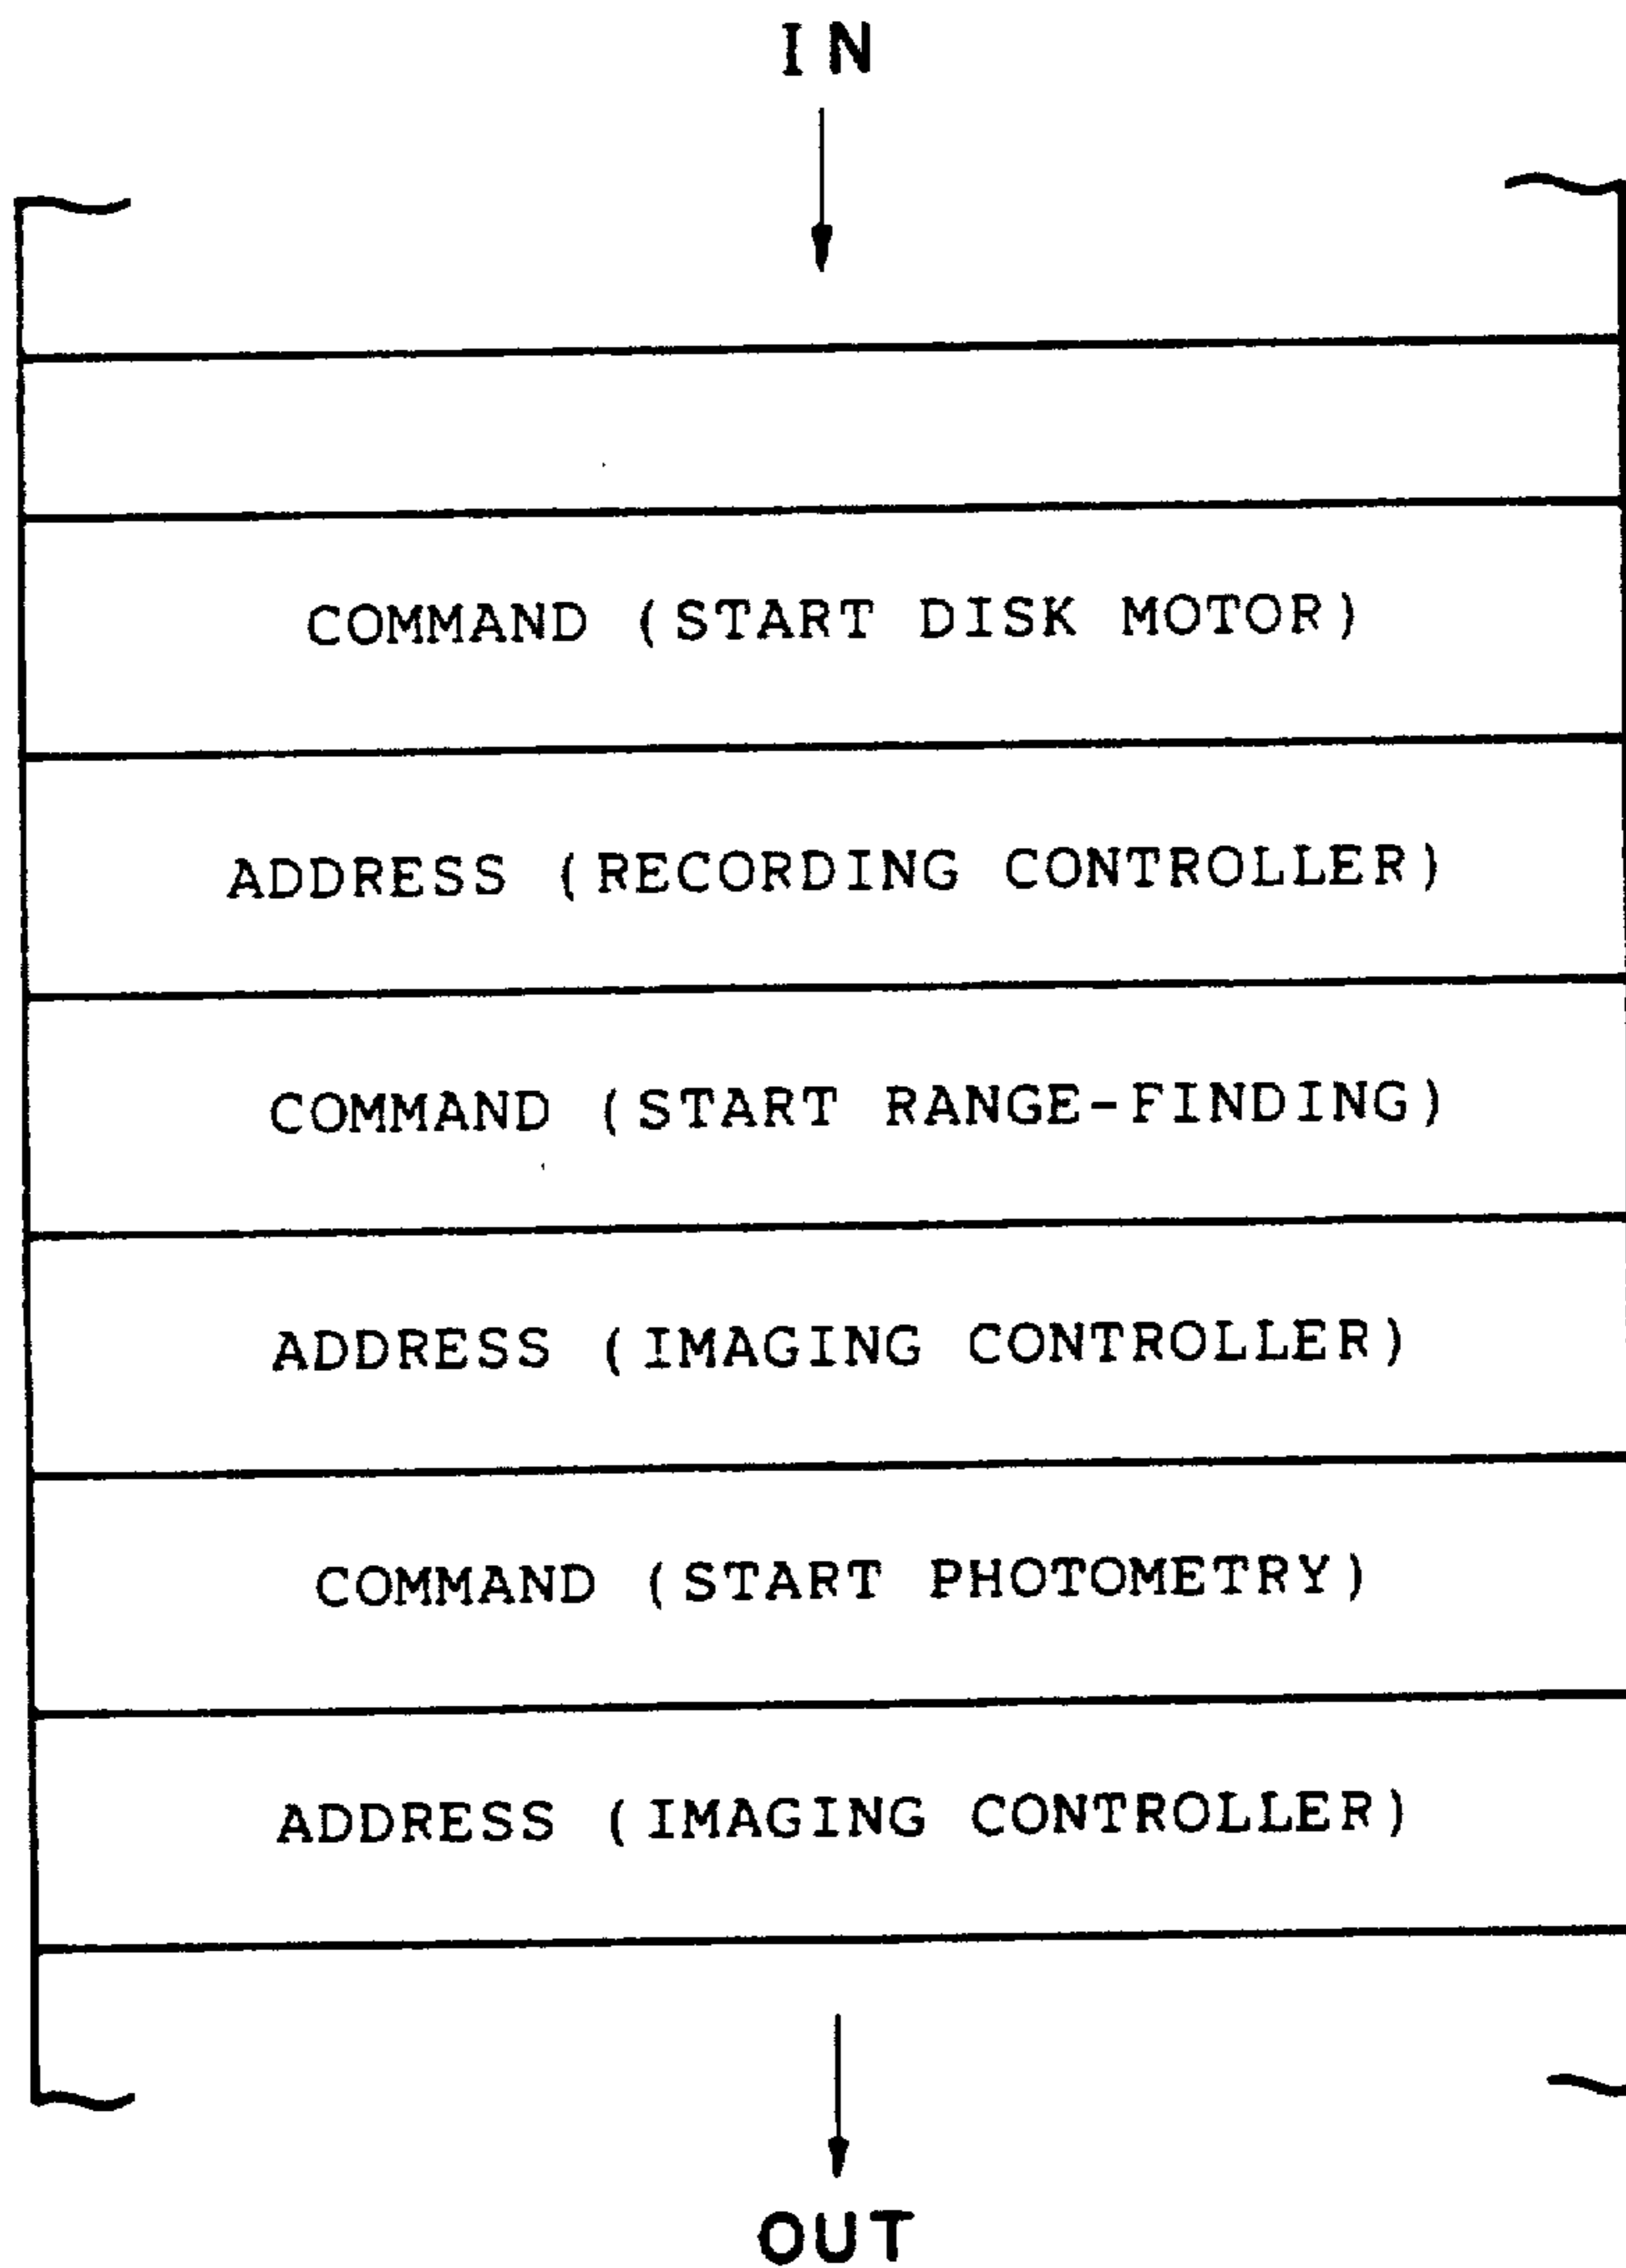 IN
COMMAND (START DISK MOTOR)
ADDRESS (RECORDING CONTROLLER)
COMMAND (START RANGE-FINDING)
ADDRESS (IMAGING CONTROLLER)
COMMAND (START PHOTOMETRY)
ADDRESS (IMAGING CONTROLLER)
OUT